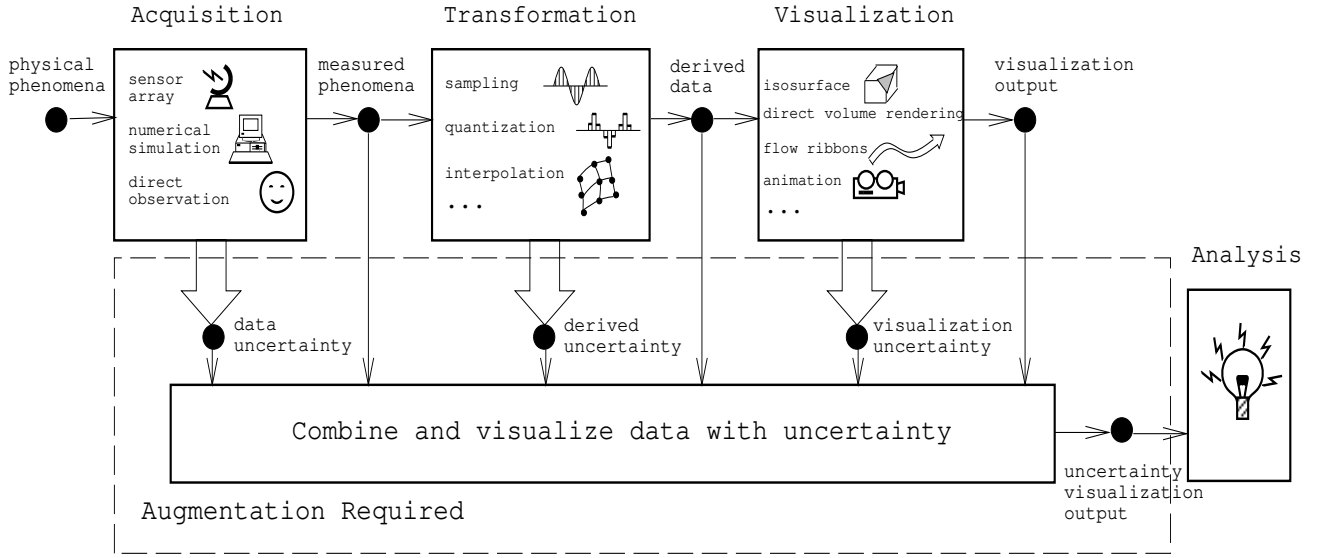 Acquisition
Transformation
Visualization
physical
phenomena
sensor
array
numerical
simulation
direct
observation
measured
phenomena
sampling
quantization
interpolation
...
derived
data
isosurface
direct volume rendering
flow ribbons
animation
...
visualization
output
Analysis
data
uncertainty
derived
uncertainty
visualization
uncertainty
Combine and visualize data with uncertainty
uncertainty
visualization
output
Augmentation Required